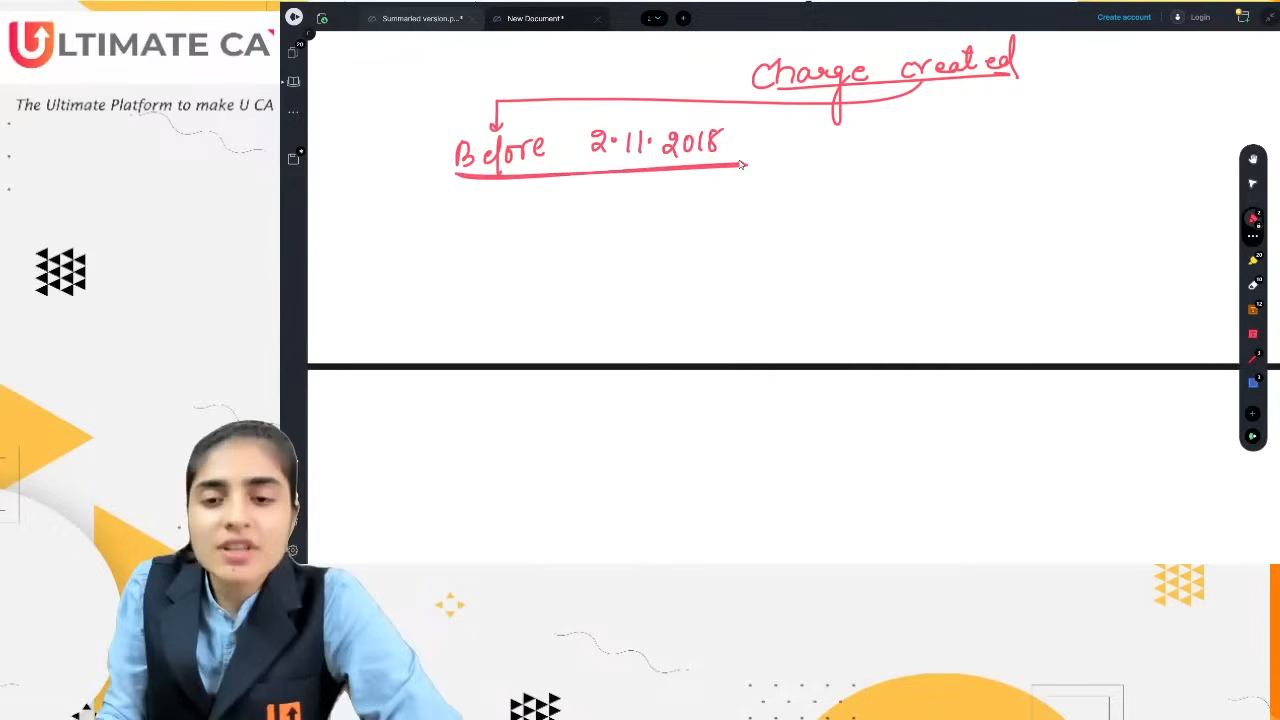 ULTIMATE CA
The Ultimate Platform to make U CA
Summaried version.p...*
New Document*
Create account
Login
Charge created
Before 2.11.2018